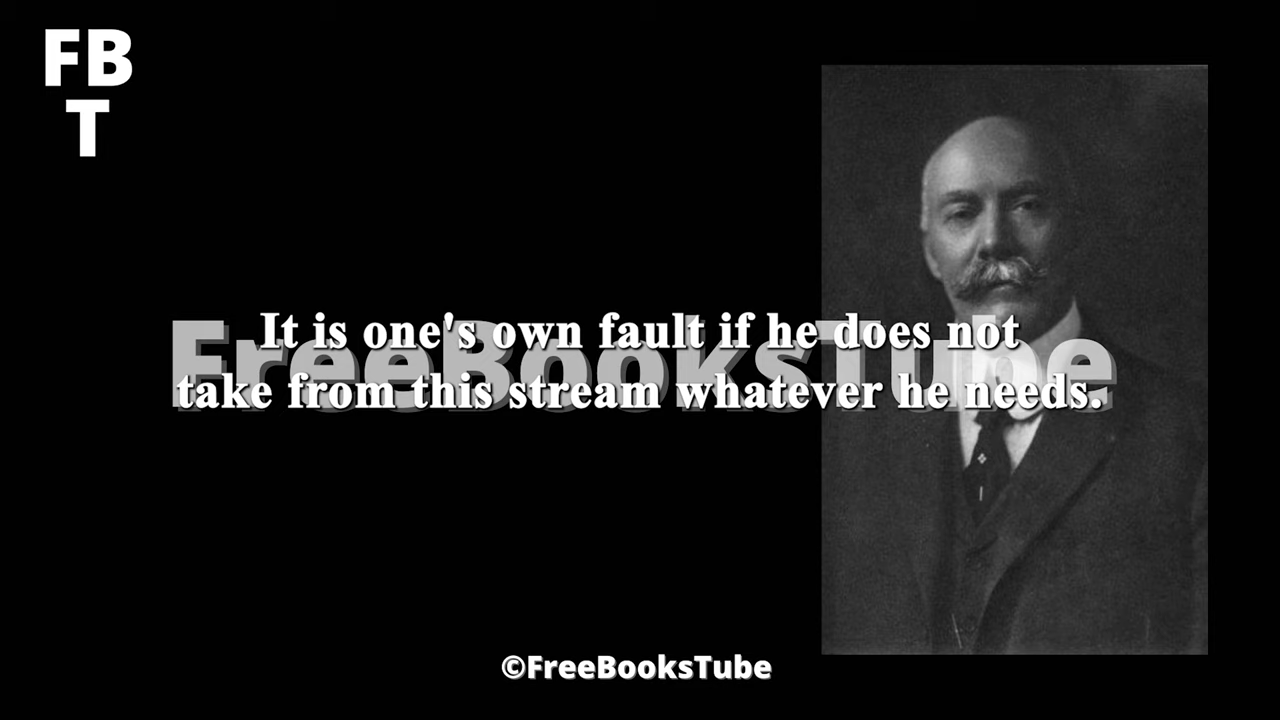 FB
T
It is one's own fault if he does not
take from this stream whatever he needs.
FreeBooksTube
©FreeBooksTube